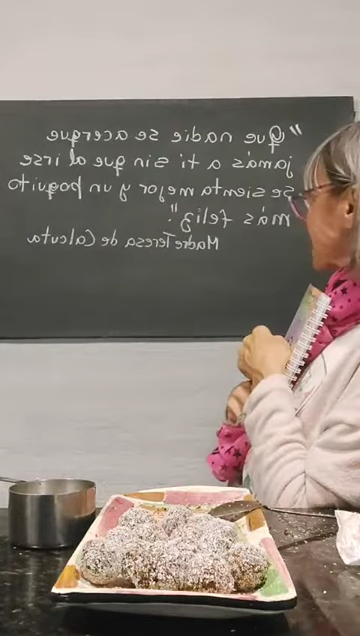 "Que nadie se acerque
jamás a ti sin que al irse
se sienta mejor y un poquito
más feliz".
Madre Teresa de Calcuta